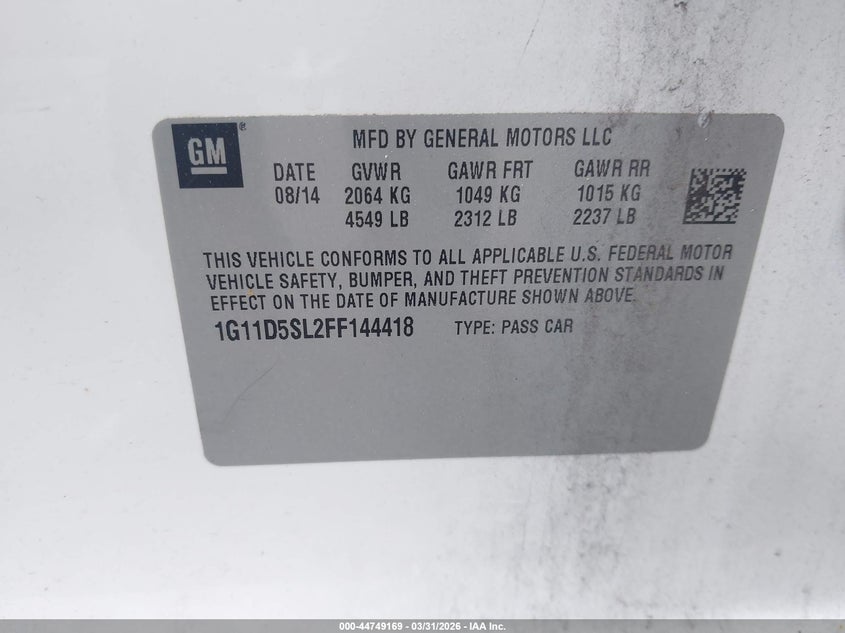 GM®
MFD BY GENERAL MOTORS LLC
DATE GVWR GAWR FRT GAWR RR
08/14 2064 KG 1049 KG 1015 KG
4549 LB 2312 LB 2237 LB
THIS VEHICLE CONFORMS TO ALL APPLICABLE U.S. FEDERAL MOTOR
VEHICLE SAFETY, BUMPER, AND THEFT PREVENTION STANDARDS IN
EFFECT ON THE DATE OF MANUFACTURE SHOWN ABOVE.
1G11D5SL2FF144418 TYPE: PASS CAR
000-44749169 - 03/31/2026 - IAA Inc.